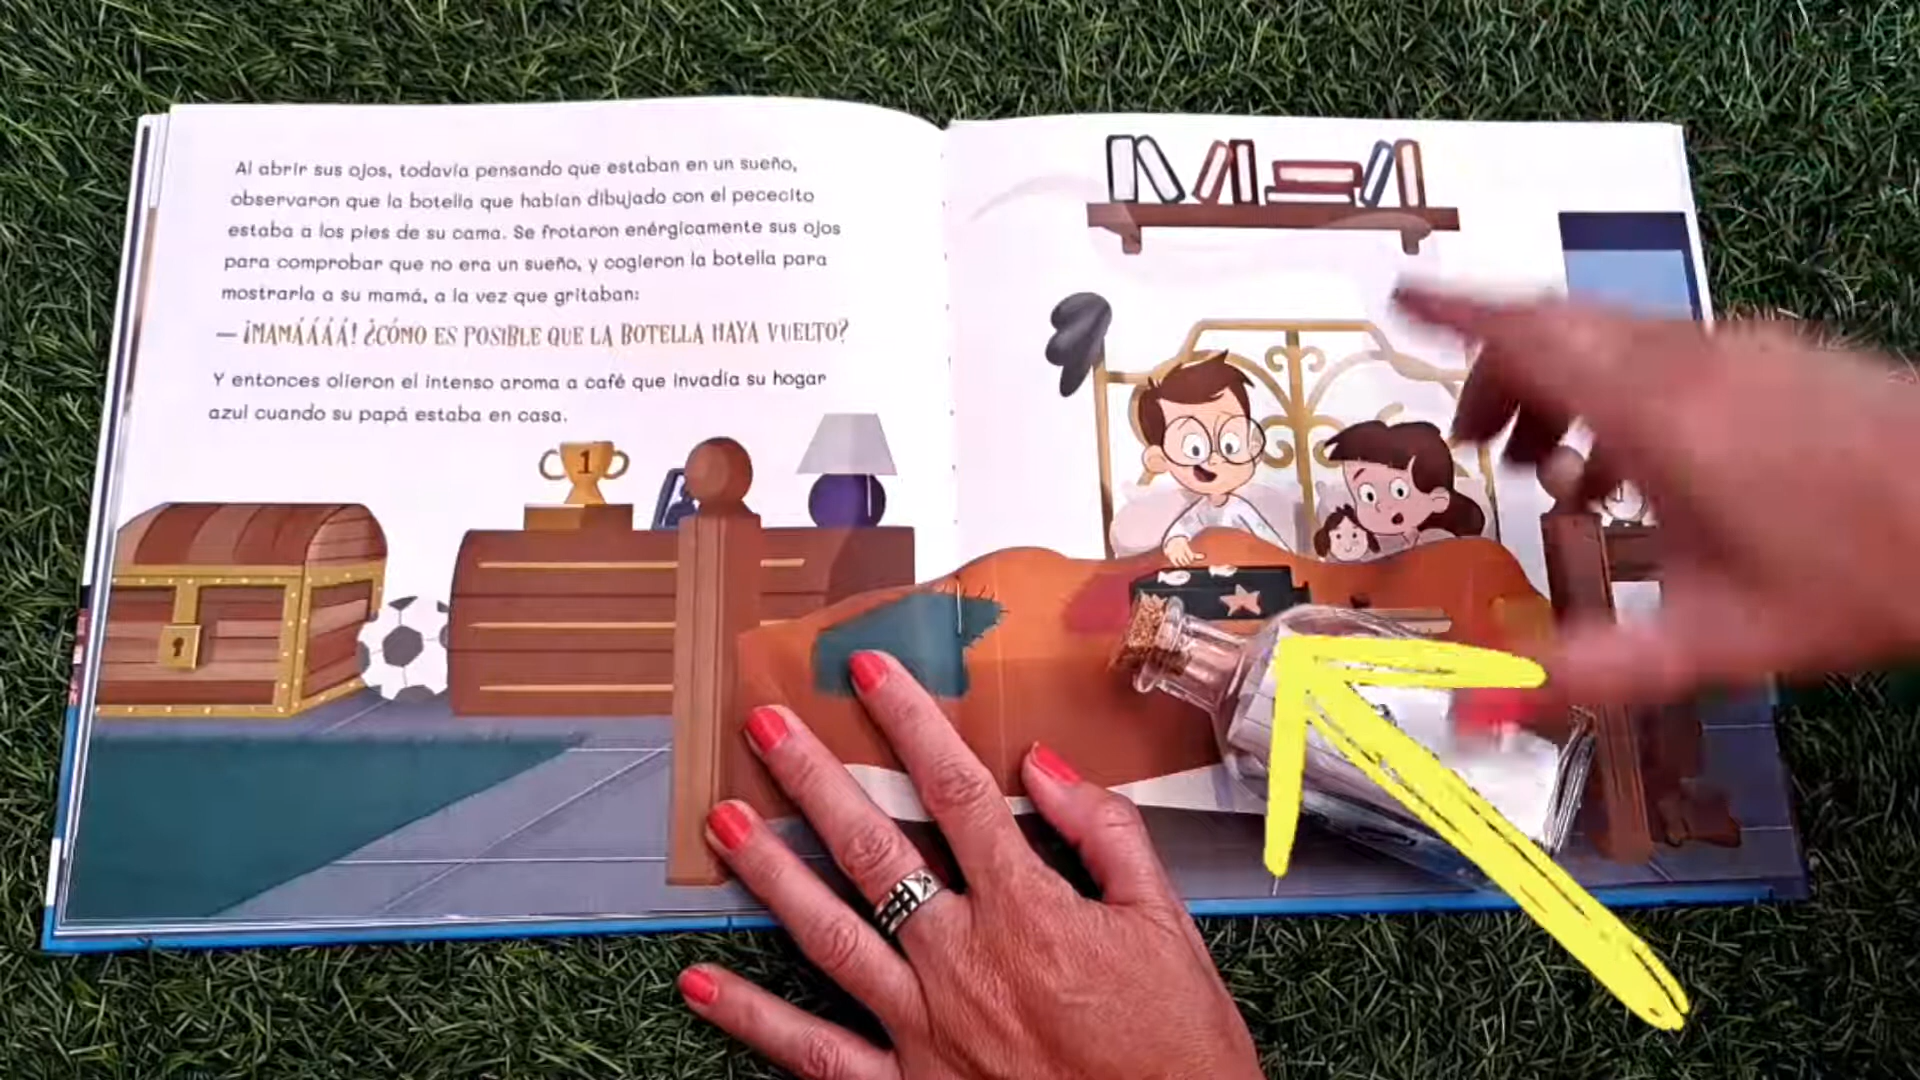 Al abrir sus ojos, todavía pensando que estaban en un sueño,
observaron que la botella que habían dibujado con el pececito
estaba a los pies de su cama. Se frotaron enérgicamente sus ojos
para comprobar que no era un sueño, y cogieron la botella para
mostrarla a su mamá, a la vez que gritaban:
— ¡MAMÁÁÁÁ! ¿CÓMO ES POSIBLE QUE LA BOTELLA HAYA VUELTO?
Y entonces olieron el intenso aroma a café que invadía su hogar
azul cuando su papá estaba en casa.
1